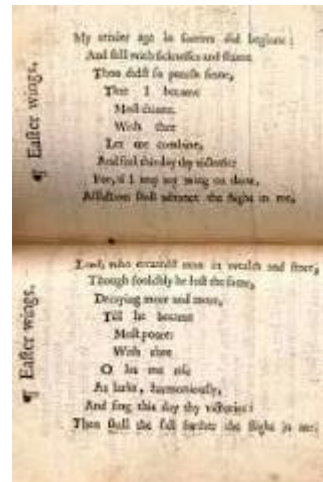 ¶ Eaſter wings.
My tender age in ſorrow did beginne:
And ſtill with ſickneſſes and ſhame
Thou didſt ſo puniſh ſinne,
That I became
Moſt thinne.
With thee
Let me combine,
And feel this day thy victorie:
For, if I imp my wing on thine,
Affliction ſhall advance the flight in me.
¶ Eaſter wings.
Lord, who createdſt man in wealth and ſtore,
Though fooliſhly he loſt the ſame,
Decaying more and more,
Till he became
Moſt poore:
With thee
O let me riſe
As larks, harmoniouſly,
And ſing this day thy victories:
Then ſhall the fall further the flight in me.